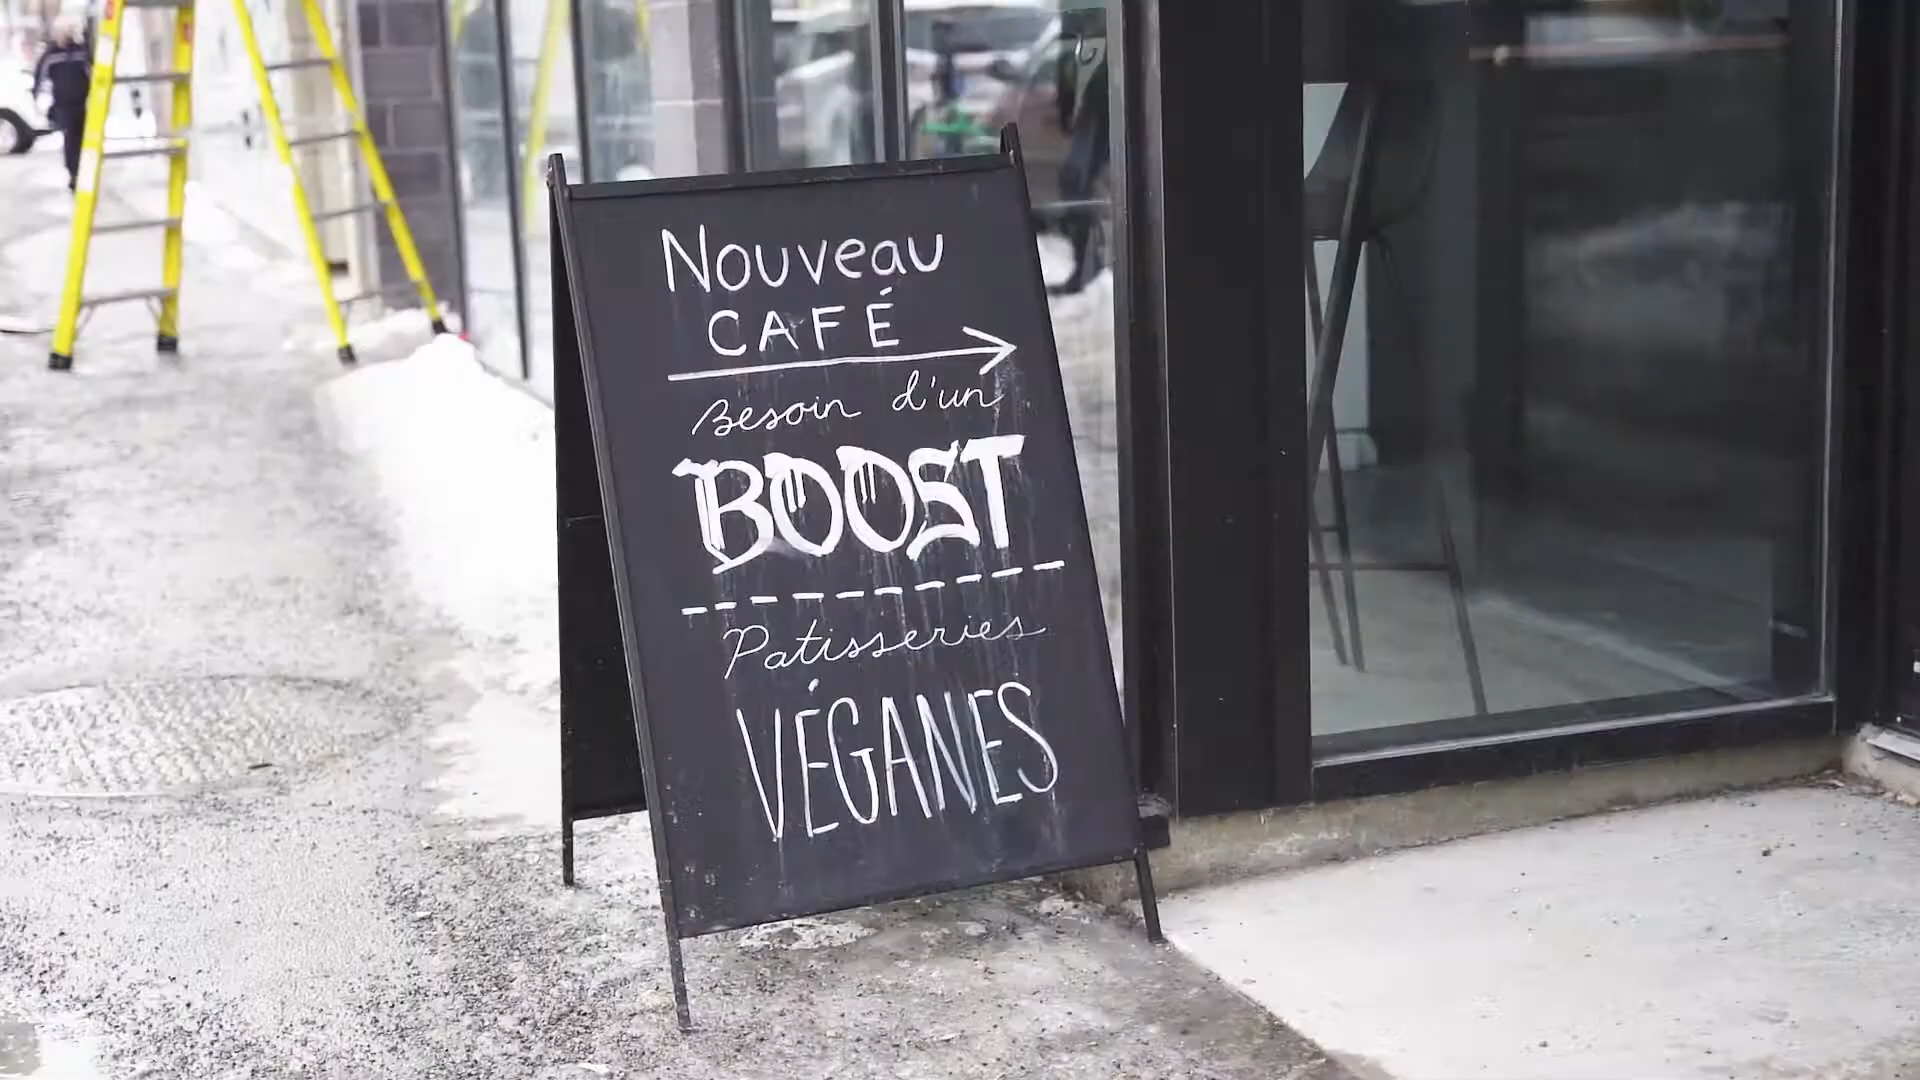 Nouveau
CAFÉ
Besoin d'un
BOOST
Patisseries
VÉGANES